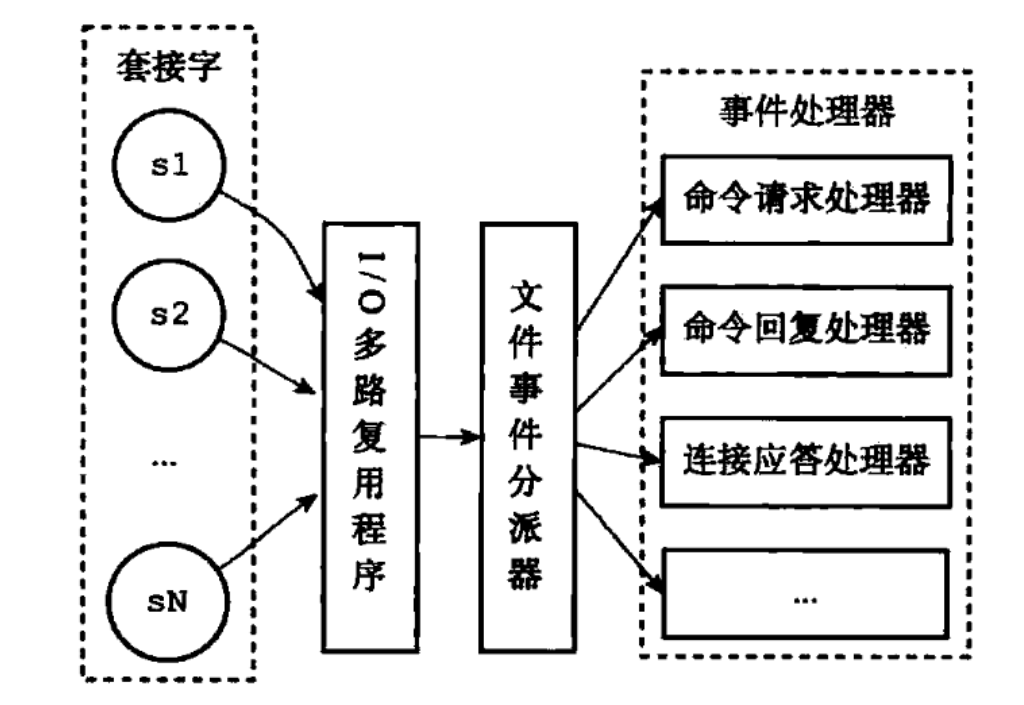 套接字
s1
s2
...
sN
I/O多路复用程序
文件事件分派器
事件处理器
命令请求处理器
命令回复处理器
连接应答处理器
...